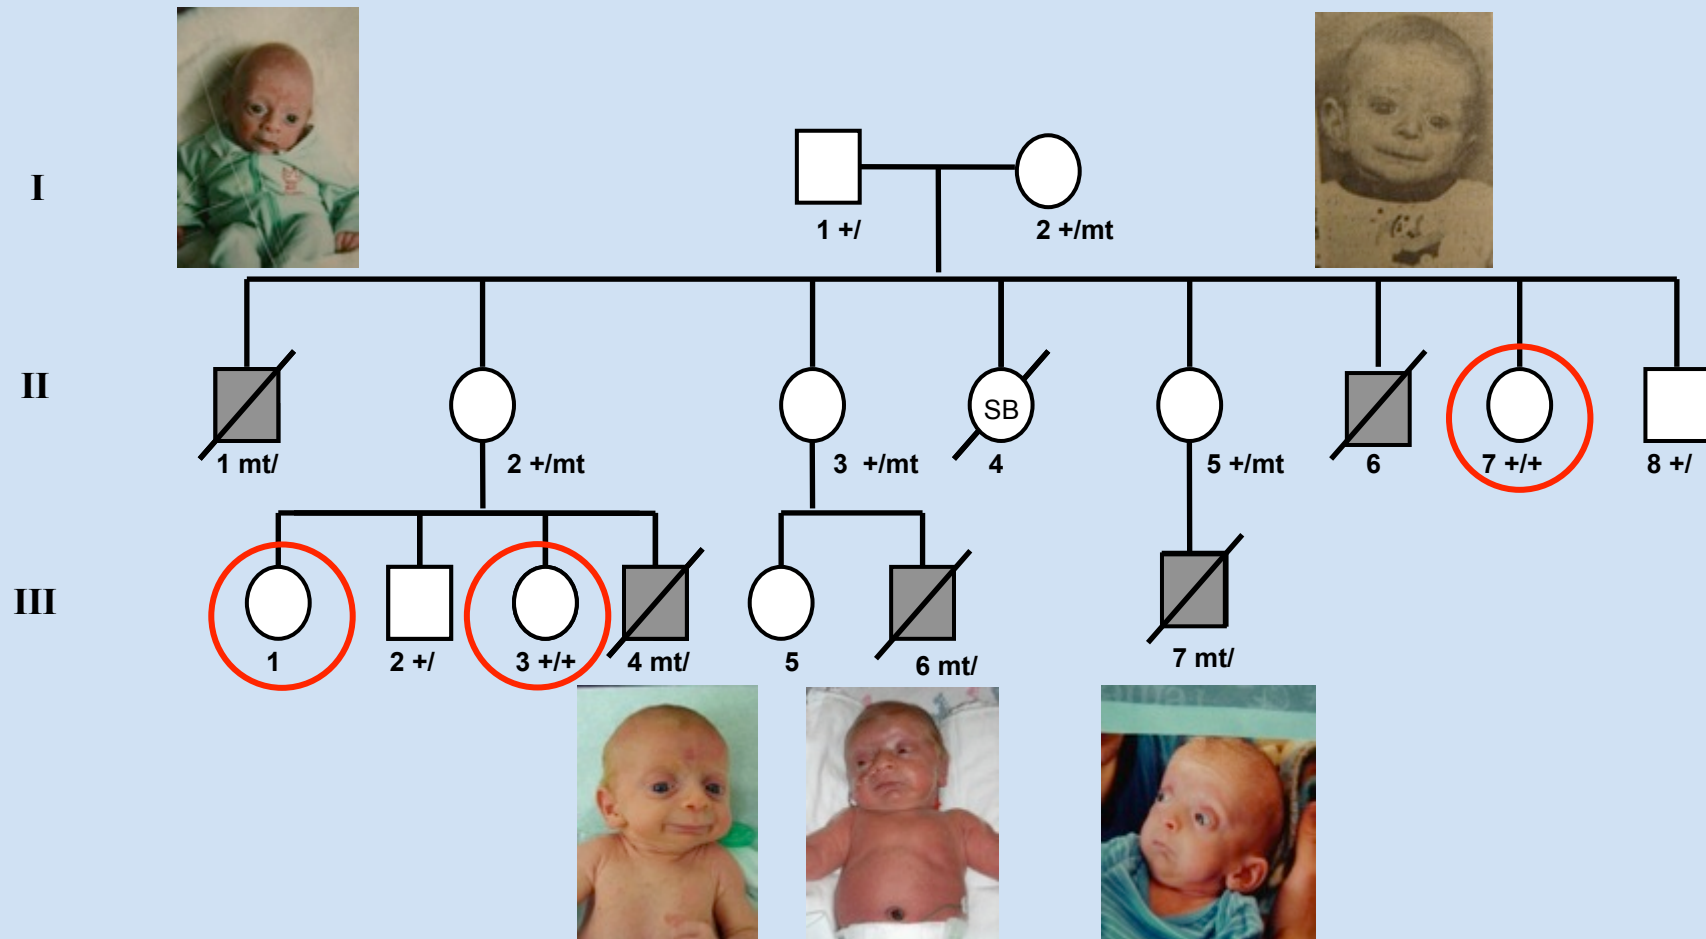 I
1 +/
2 +/mt
II
SB
1 mt/
2 +/mt
3 +/mt
4
5 +/mt
6
7 +/+
8 +/
III
1
2 +/
3 +/+
4 mt/
5
6 mt/
7 mt/